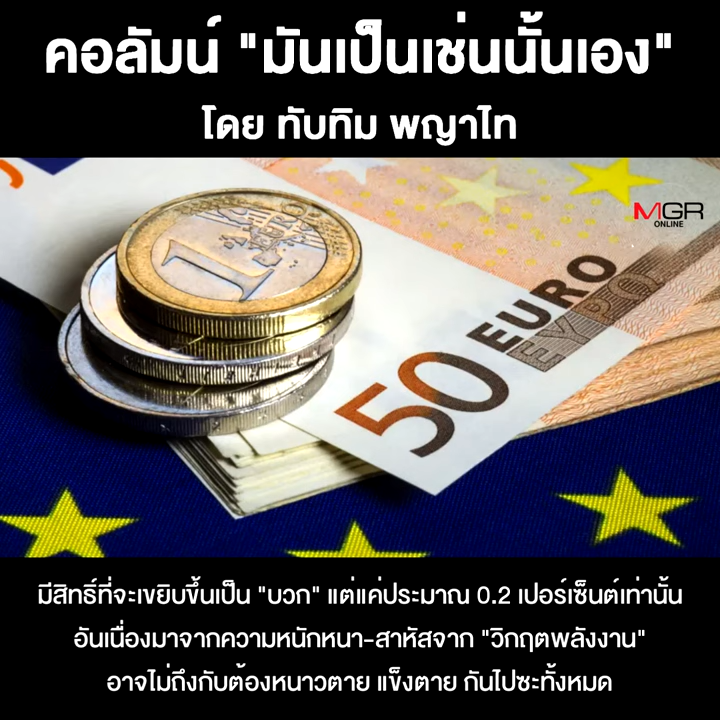 คอลัมน์ "มันเป็นเช่นนั้นเอง"
โดย ทับทิม พญาไท
MGR
ONLINE
1
EURO
50 EURO
ΕΥΡΩ
มีสิทธิ์ที่จะเขยิบขึ้นเป็น "บวก" แต่แค่ประมาณ 0.2 เปอร์เซ็นต์เท่านั้น
อันเนื่องมาจากความหนักหนา-สาหัสจาก "วิกฤตพลังงาน"
อาจไม่ถึงกับต้องหนาวตาย แข็งตาย กันไปซะทั้งหมด